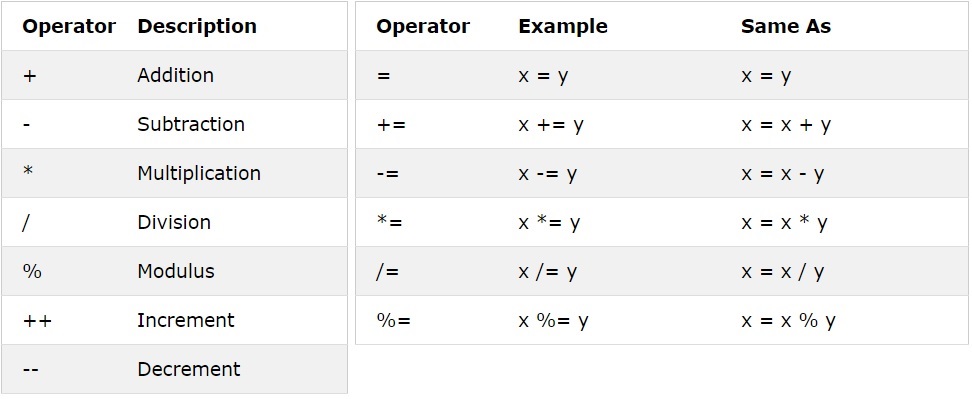 Operator Description
+ Addition
- Subtraction
* Multiplication
/ Division
% Modulus
++ Increment
-- Decrement
Operator Example Same As
= x = y x = y
+= x += y x = x + y
-= x -= y x = x - y
*= x *= y x = x * y
/= x /= y x = x / y
%= x %= y x = x % y